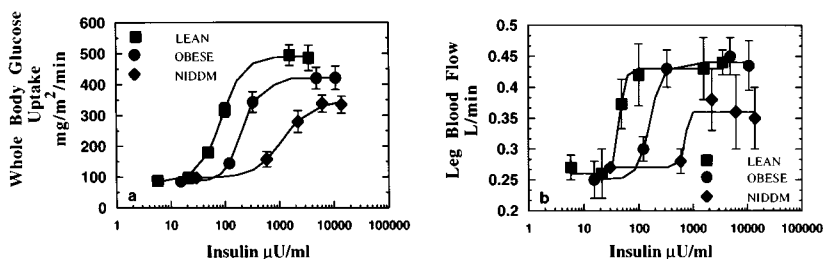 Whole Body Glucose
Uptake
mg/m²/min
600
500
400
300
200
100
0
LEAN
OBESE
NIDDM
a
1 10 100 1000 10000 100000
Insulin µU/ml
Leg Blood Flow
L/min
0.5
0.45
0.4
0.35
0.3
0.25
0.2
LEAN
OBESE
NIDDM
b
1 10 100 1000 10000 100000
Insulin µU/ml